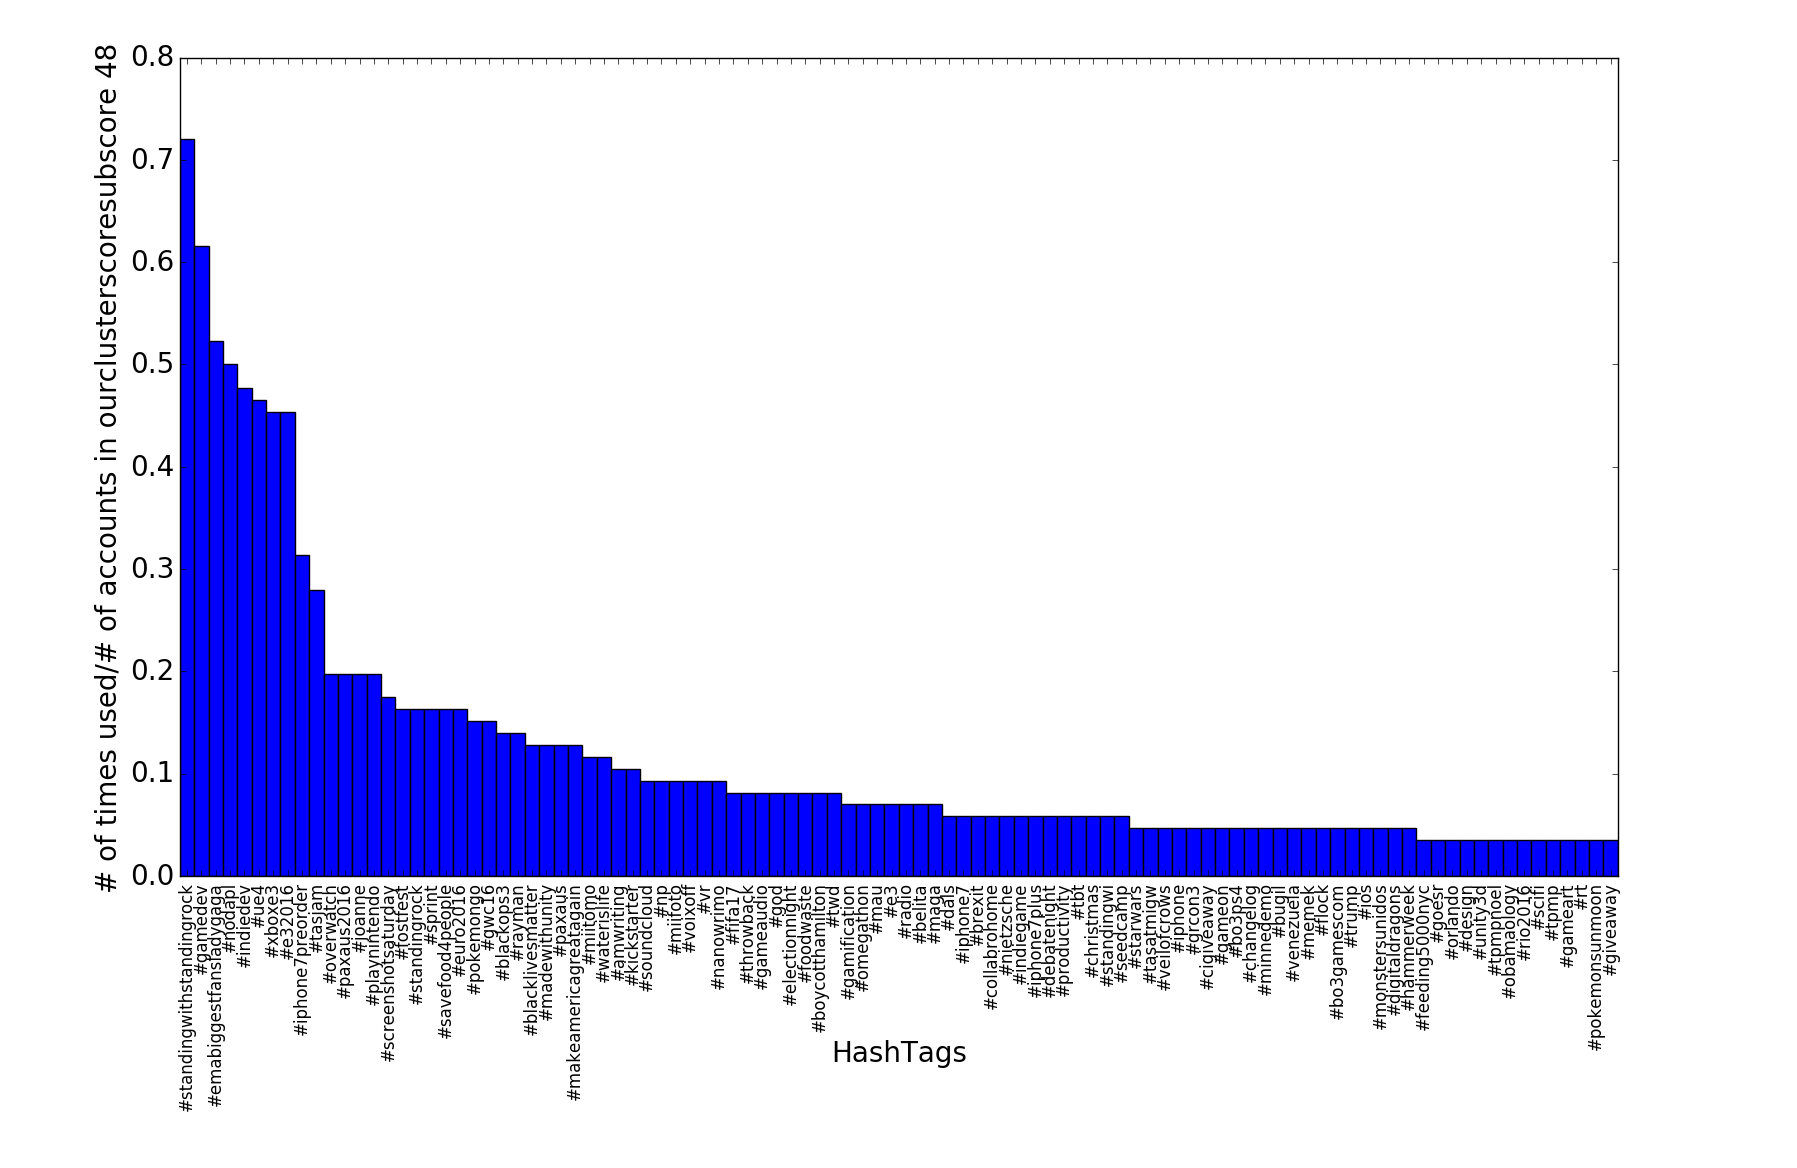 # of times used/# of accounts in ourclusterscoresubscore 48
0.8
0.7
0.6
0.5
0.4
0.3
0.2
0.1
0.0
#standingwithstandingrock
#gamedev
#emabiggestfansladygaga
#nodapl
#indiedev
#ue4
#xboxe3
#e32016
#iphone7preorder
#tasjam
#overwatch
#paxaus2016
#joanne
#playnintendo
#screenshotsaturday
#fostfest
#standingrock
#sprint
#savefood4people
#euro2016
#pokemongo
#gwc16
#blackops3
#rayman
#blacklivesmatter
#madewithunity
#paxaus
#makeamericagreatagain
#miitomo
#waterislife
#amwriting
#kickstarter
#soundcloud
#np
#miifoto
#voixoff
#vr
#nanowrimo
#fifa17
#throwback
#gameaudio
#god
#electionnight
#foodwaste
#boycotthamilton
#twd
#gamification
#omegathon
#mau
#e3
#radio
#belita
#maga
#dals
#iphone7
#brexit
#collabrohome
#nietzsche
#indiegame
#iphone7plus
#debatenight
#productivity
#tbt
#christmas
#standingwi
#seedcamp
#starwars
#tasatmigw
#veilofcrows
#iphone
#grcon3
#cigiveaway
#gameon
#bo3ps4
#changelog
#minnedemo
#bugil
#venezuela
#memek
#flock
#bo3gamescom
#trump
#ios
#monstersunidos
#digitaldragons
#hammerweek
#feeding5000nyc
#goesr
#orlando
#design
#unity3d
#tpmpnoel
#obamaology
#rio2016
#scifi
#tpmp
#gameart
#rt
#pokemonsunmoon
#giveaway
HashTags